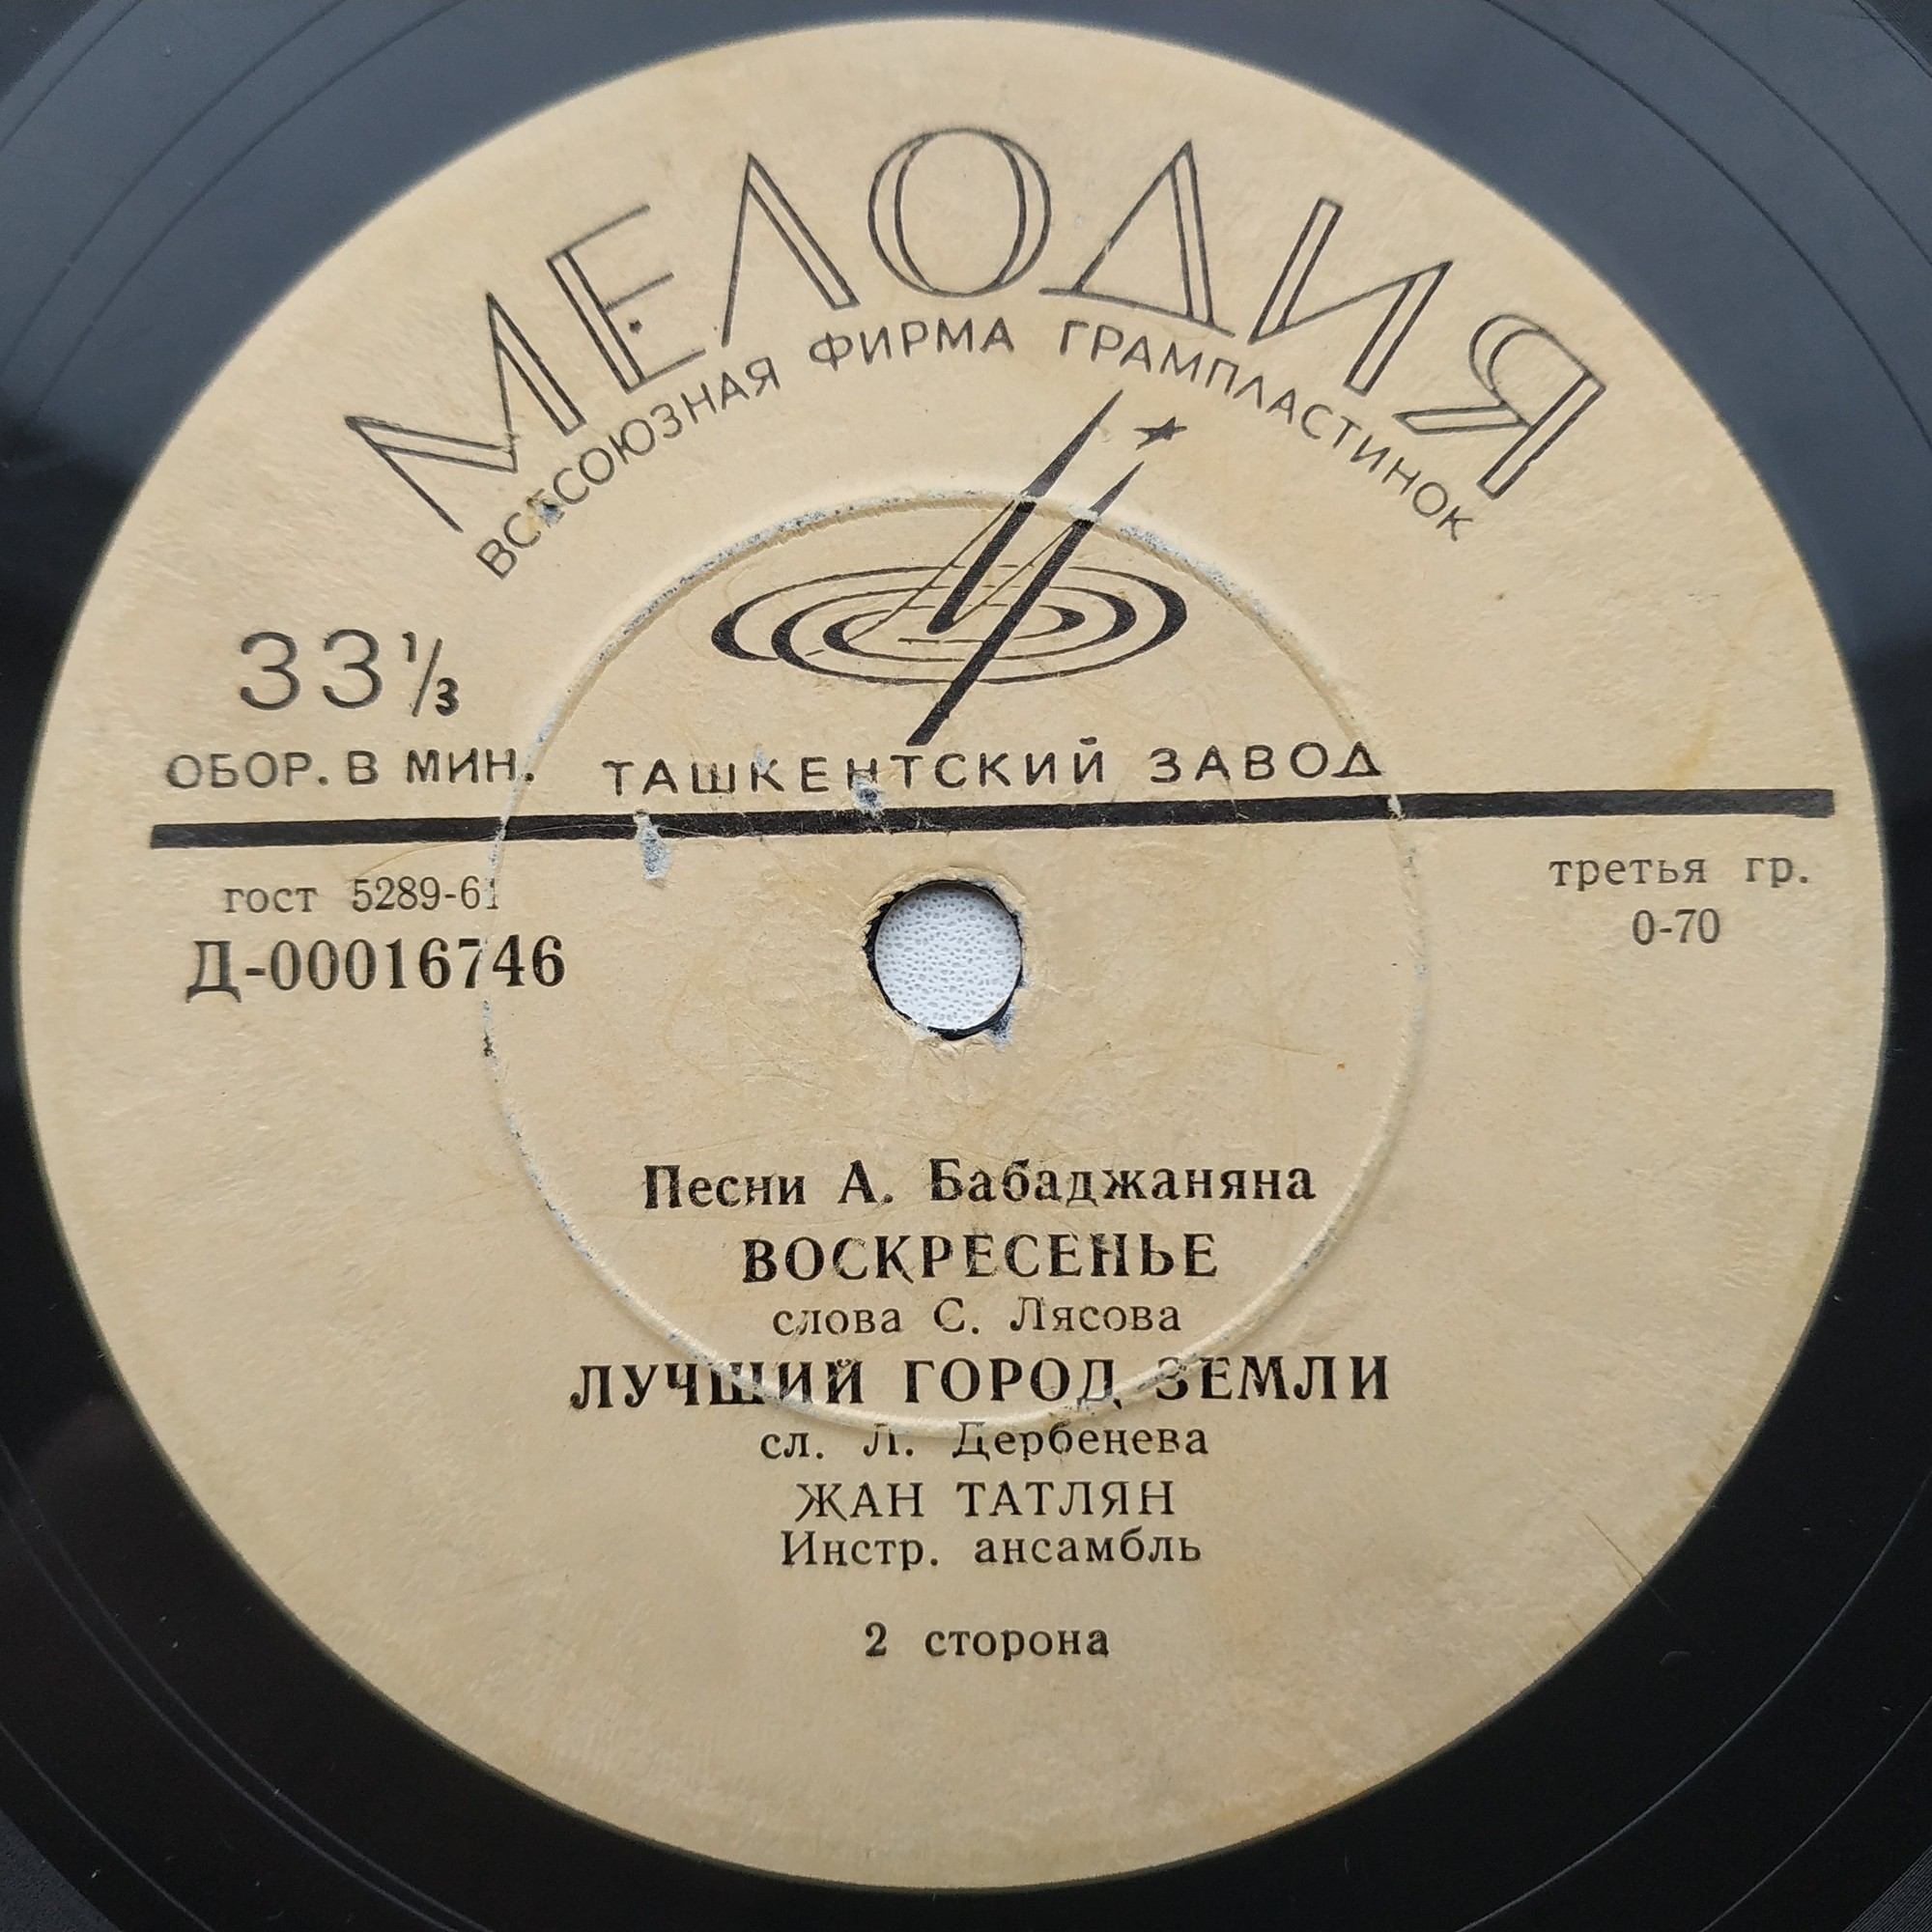 МЕЛОДИЯ
ВСЕСОЮЗНАЯ ФИРМА ГРАМПЛАСТИНОК
33⅓
ОБОР. В МИН.
ТАШКЕНТСКИЙ ЗАВОД
гост 5289-61
третья гр.
Д-00016746
0-70
Песни А. Бабаджаняна
ВОСКРЕСЕНЬЕ
слова С. Лясова
ЛУЧШИЙ ГОРОД ЗЕМЛИ
сл. Л. Дербенева
ЖАН ТАТЛЯН
Инстр. ансамбль
2 сторона